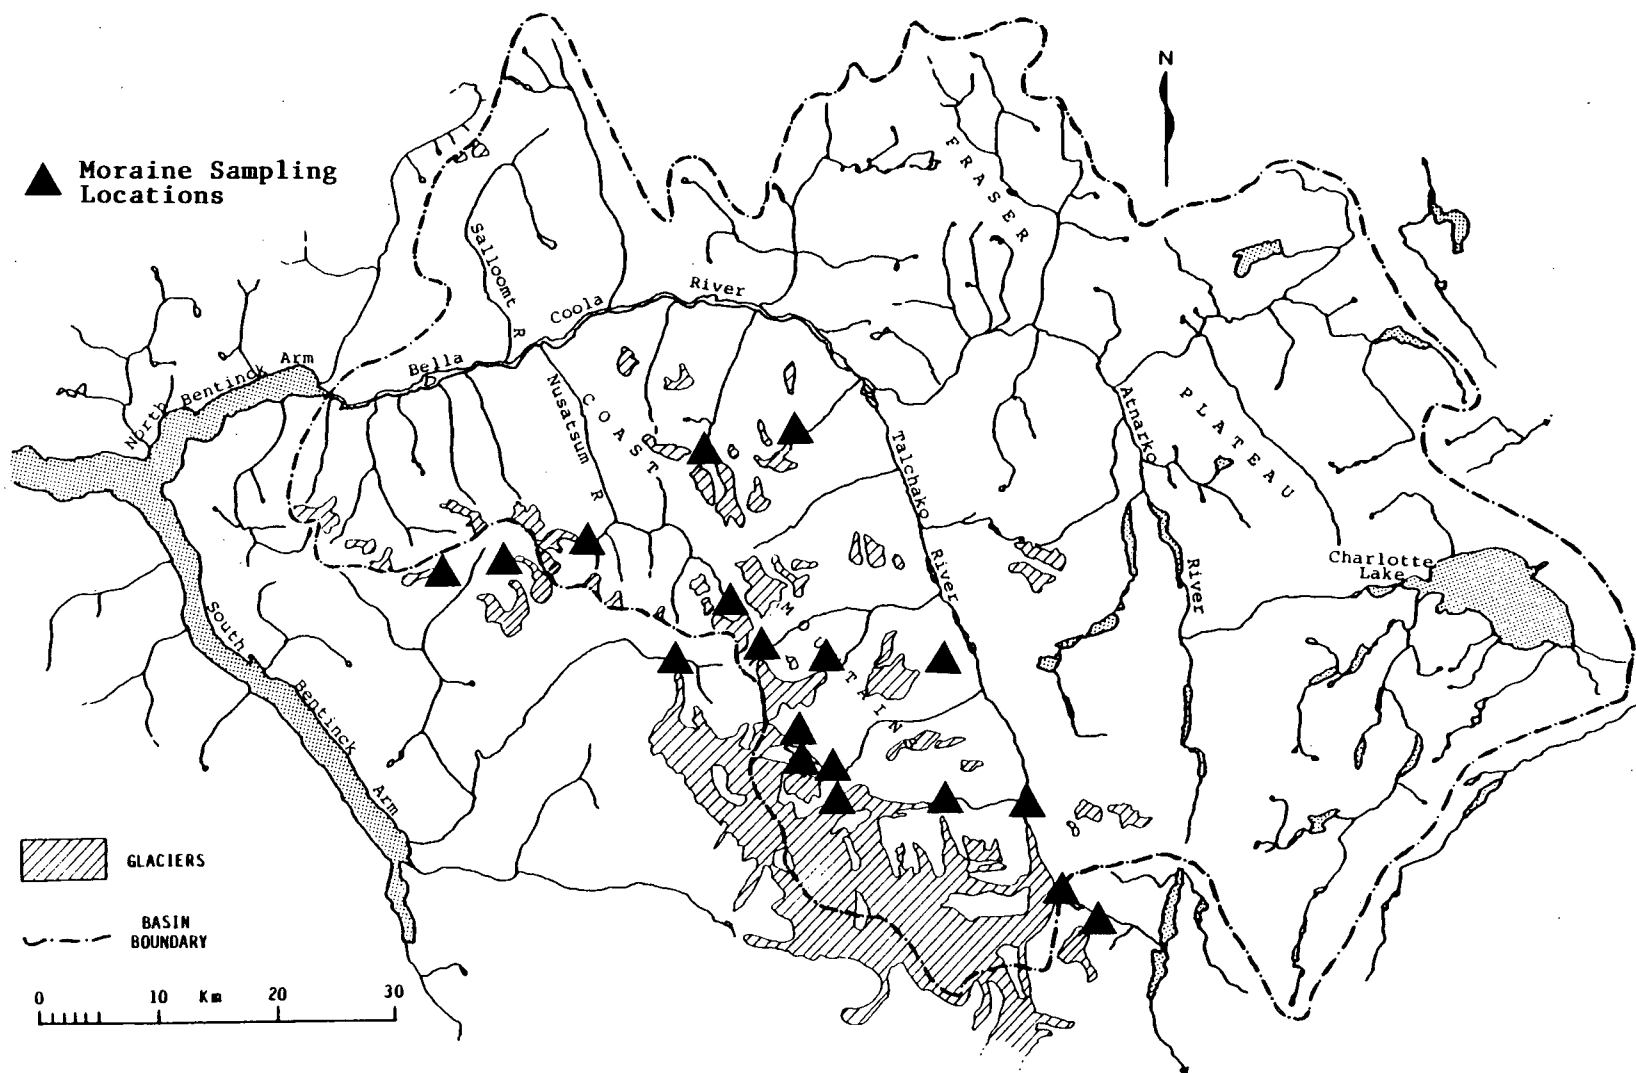 N
Moraine Sampling
Locations
FRASER
PLATEAU
Salloomt R
Bella Coola River
North Bentinck Arm
Nusatsum R
COAST
MOUNTAIN
Talchako River
Atnarko River
Charlotte
Lake
South Bentinck Arm
GLACIERS
BASIN
BOUNDARY
0 10 Km 20 30